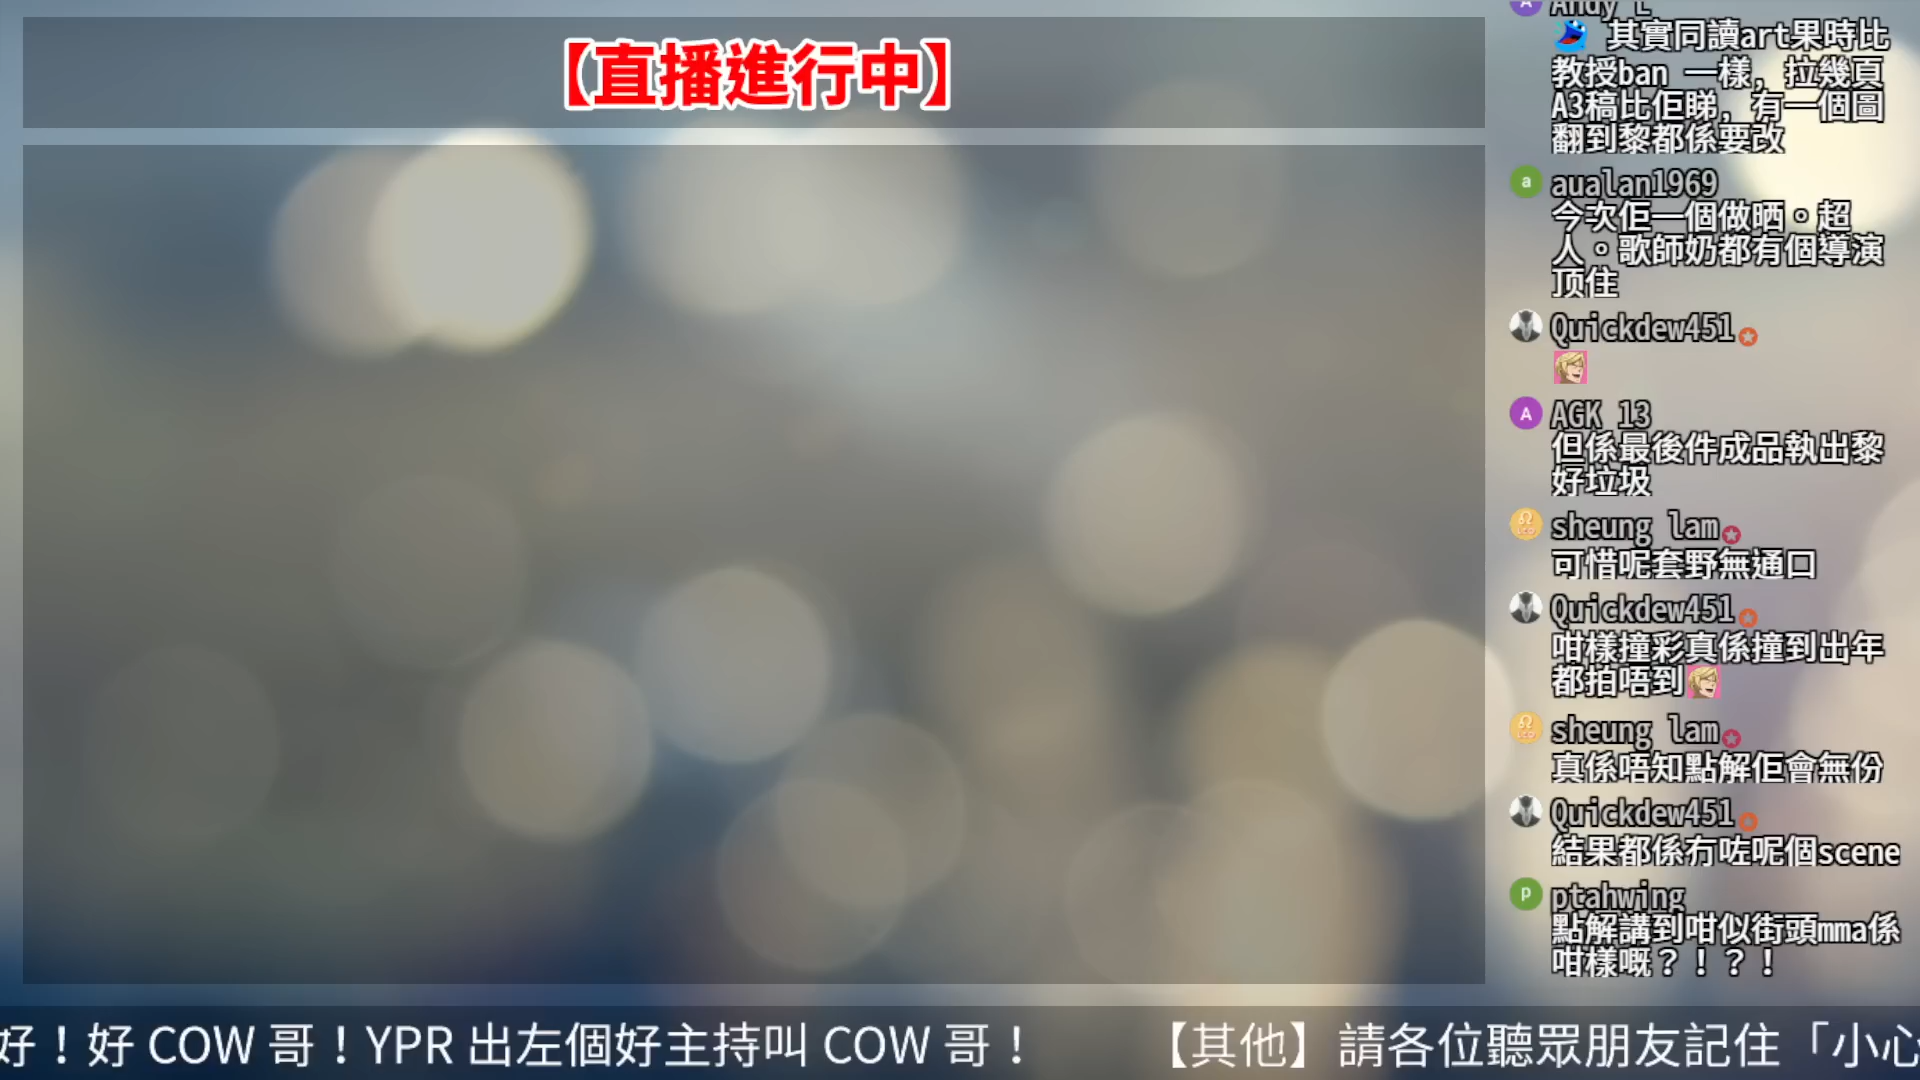 【直播進行中】
Andy L
其實同讀art果時比
教授ban 一樣，拉幾頁
A3稿比佢睇，有一個圖
翻到黎都係要改
aualan1969
今次佢一個做晒。超
人。歌師奶都有個導演
顶住
Quickdew451
AGK 13
但係最後件成品執出黎
好垃圾
sheung lam
可惜呢套野無通口
Quickdew451
咁樣撞彩真係撞到出年
都拍唔到
sheung lam
真係唔知點解佢會無份
Quickdew451
結果都係冇咗呢個scene
ptahwing
點解講到咁似街頭mma係
咁樣嘅？！？！
好！好 COW 哥！YPR 出左個好主持叫 COW 哥！ 【其他】請各位聽眾朋友記住「小心